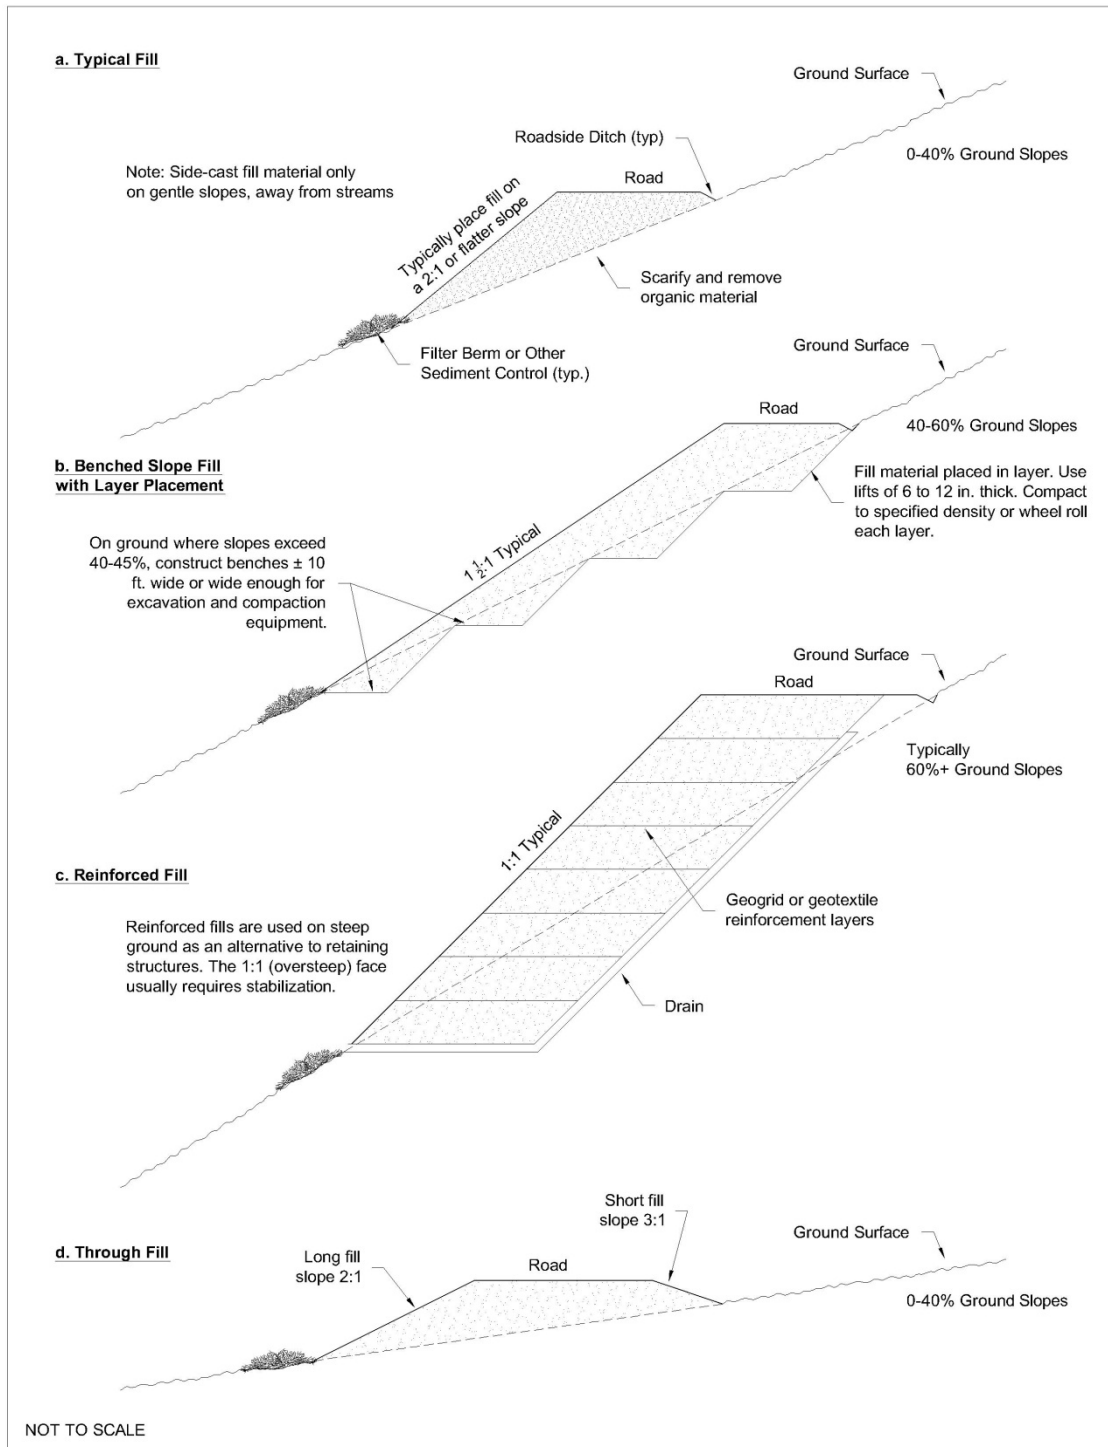 a. Typical Fill
Ground Surface
Roadside Ditch (typ)
0-40% Ground Slopes
Note: Side-cast fill material only
on gentle slopes, away from streams
Road
Typically place fill on
a 2:1 or flatter slope
Scarify and remove
organic material
Filter Berm or Other
Sediment Control (typ.)
Ground Surface
Road
40-60% Ground Slopes
b. Benched Slope Fill
with Layer Placement
Fill material placed in layer. Use
lifts of 6 to 12 in. thick. Compact
to specified density or wheel roll
each layer.
On ground where slopes exceed
40-45%, construct benches ± 10
ft. wide or wide enough for
excavation and compaction
equipment.
1 1/2:1 Typical
Ground Surface
Road
Typically
60%+ Ground Slopes
1:1 Typical
c. Reinforced Fill
Geogrid or geotextile
reinforcement layers
Reinforced fills are used on steep
ground as an alternative to retaining
structures. The 1:1 (oversteep) face
usually requires stabilization.
Drain
Short fill
slope 3:1
Ground Surface
d. Through Fill
Long fill
slope 2:1
Road
0-40% Ground Slopes
NOT TO SCALE